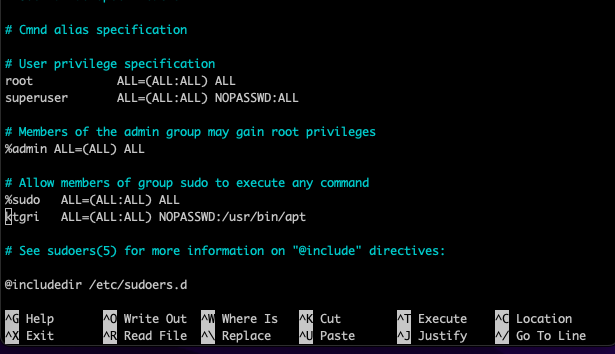 # Cmnd alias specification
# User privilege specification
root ALL=(ALL:ALL) ALL
superuser ALL=(ALL:ALL) NOPASSWD:ALL
# Members of the admin group may gain root privileges
%admin ALL=(ALL) ALL
# Allow members of group sudo to execute any command
%sudo ALL=(ALL:ALL) ALL
ktgri ALL=(ALL:ALL) NOPASSWD:/usr/bin/apt
# See sudoers(5) for more information on "@include" directives:
@includedir /etc/sudoers.d
^G Help ^O Write Out ^W Where Is ^K Cut ^T Execute ^C Location
^X Exit ^R Read File ^\ Replace ^U Paste ^J Justify ^/ Go To Line